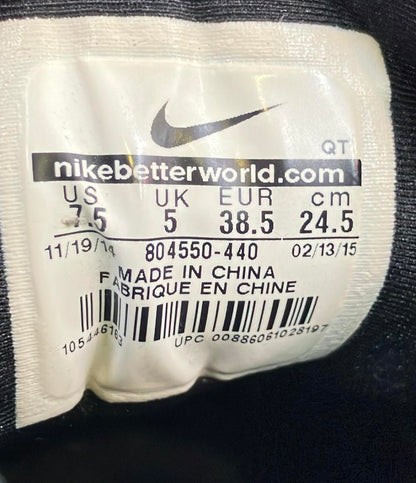 QT
nikebetterworld.com
US UK EUR cm
7.5 5 38.5 24.5
11/19/14 804550-440 02/13/15
MADE IN CHINA
FABRIQUE EN CHINE
UPC 00886061028197